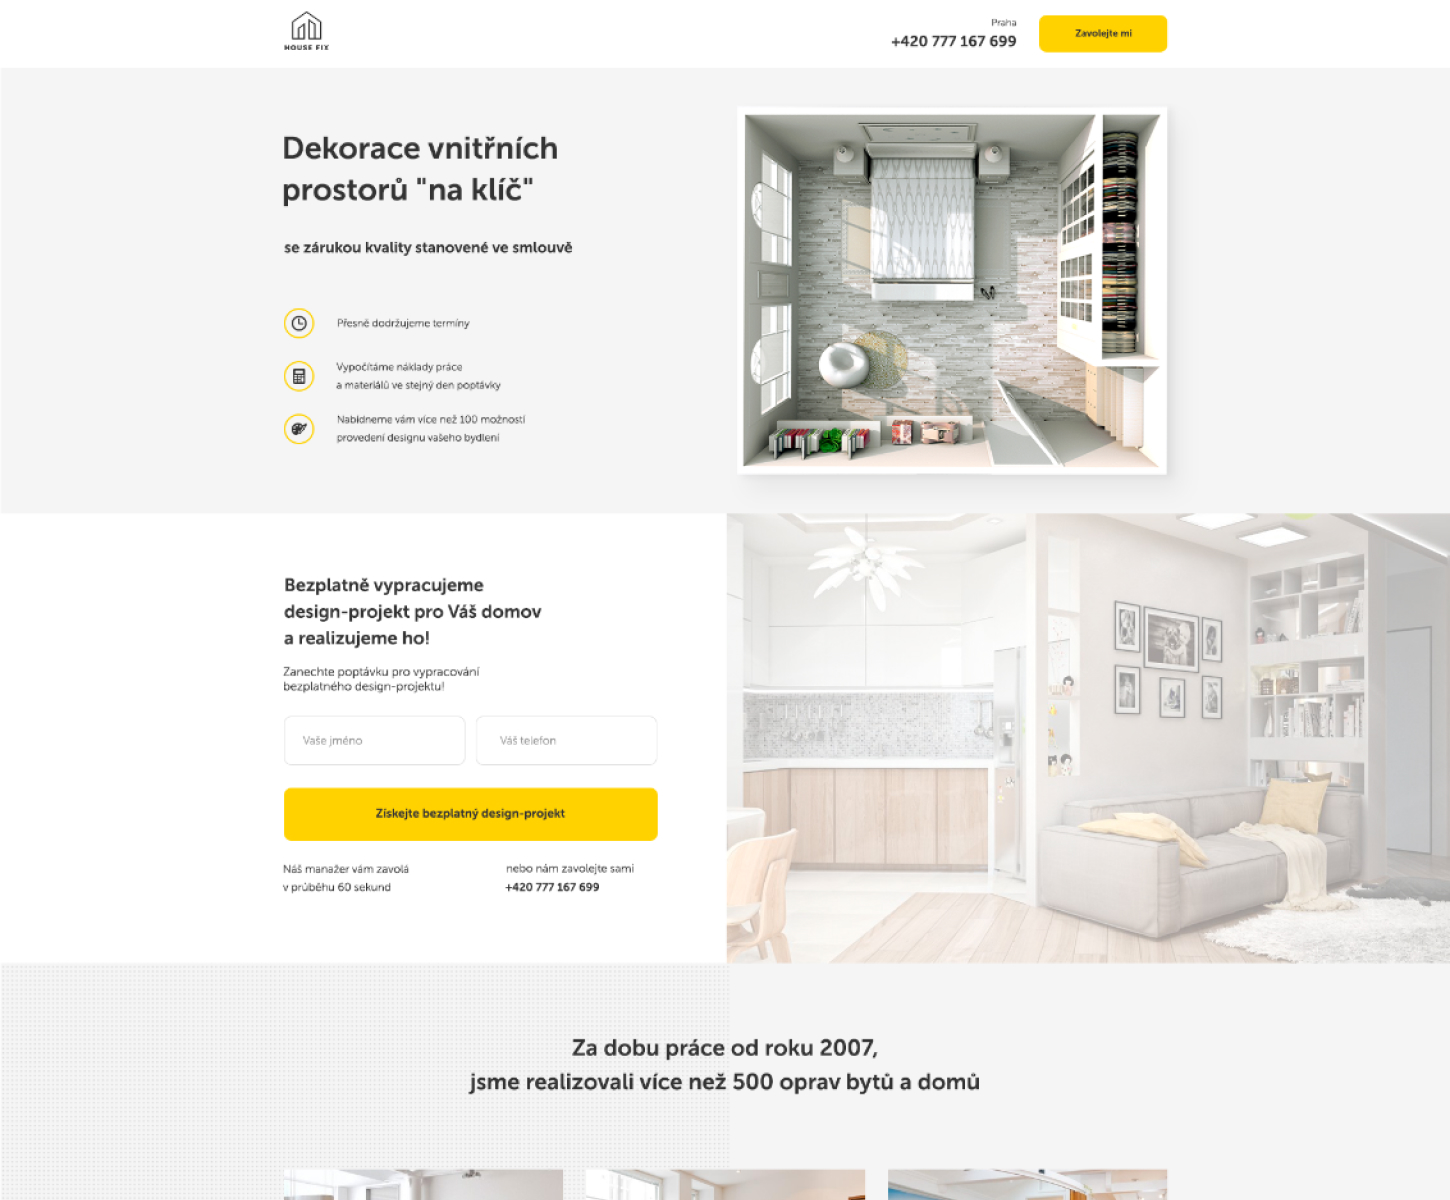 HOUSE FIX
Praha
+420 777 167 699
Zavolejte mi
Dekorace vnitřních
prostorů "na klíč"
se zárukou kvality stanovené ve smlouvě
Přesně dodržujeme termíny
Vypočítáme náklady práce
a materiálů ve stejný den poptávky
Nabídneme vám více než 100 možností
provedení designu vašeho bydlení
Bezplatně vypracujeme
design-projekt pro Váš domov
a realizujeme ho!
Zanechte poptávku pro vypracování
bezplatného design-projektu!
Vaše jméno
Váš telefon
Získejte bezplatný design-projekt
Náš manažer vám zavolá
v průběhu 60 sekund
nebo nám zavolejte sami
+420 777 167 699
Za dobu práce od roku 2007,
jsme realizovali více než 500 oprav bytů a domů